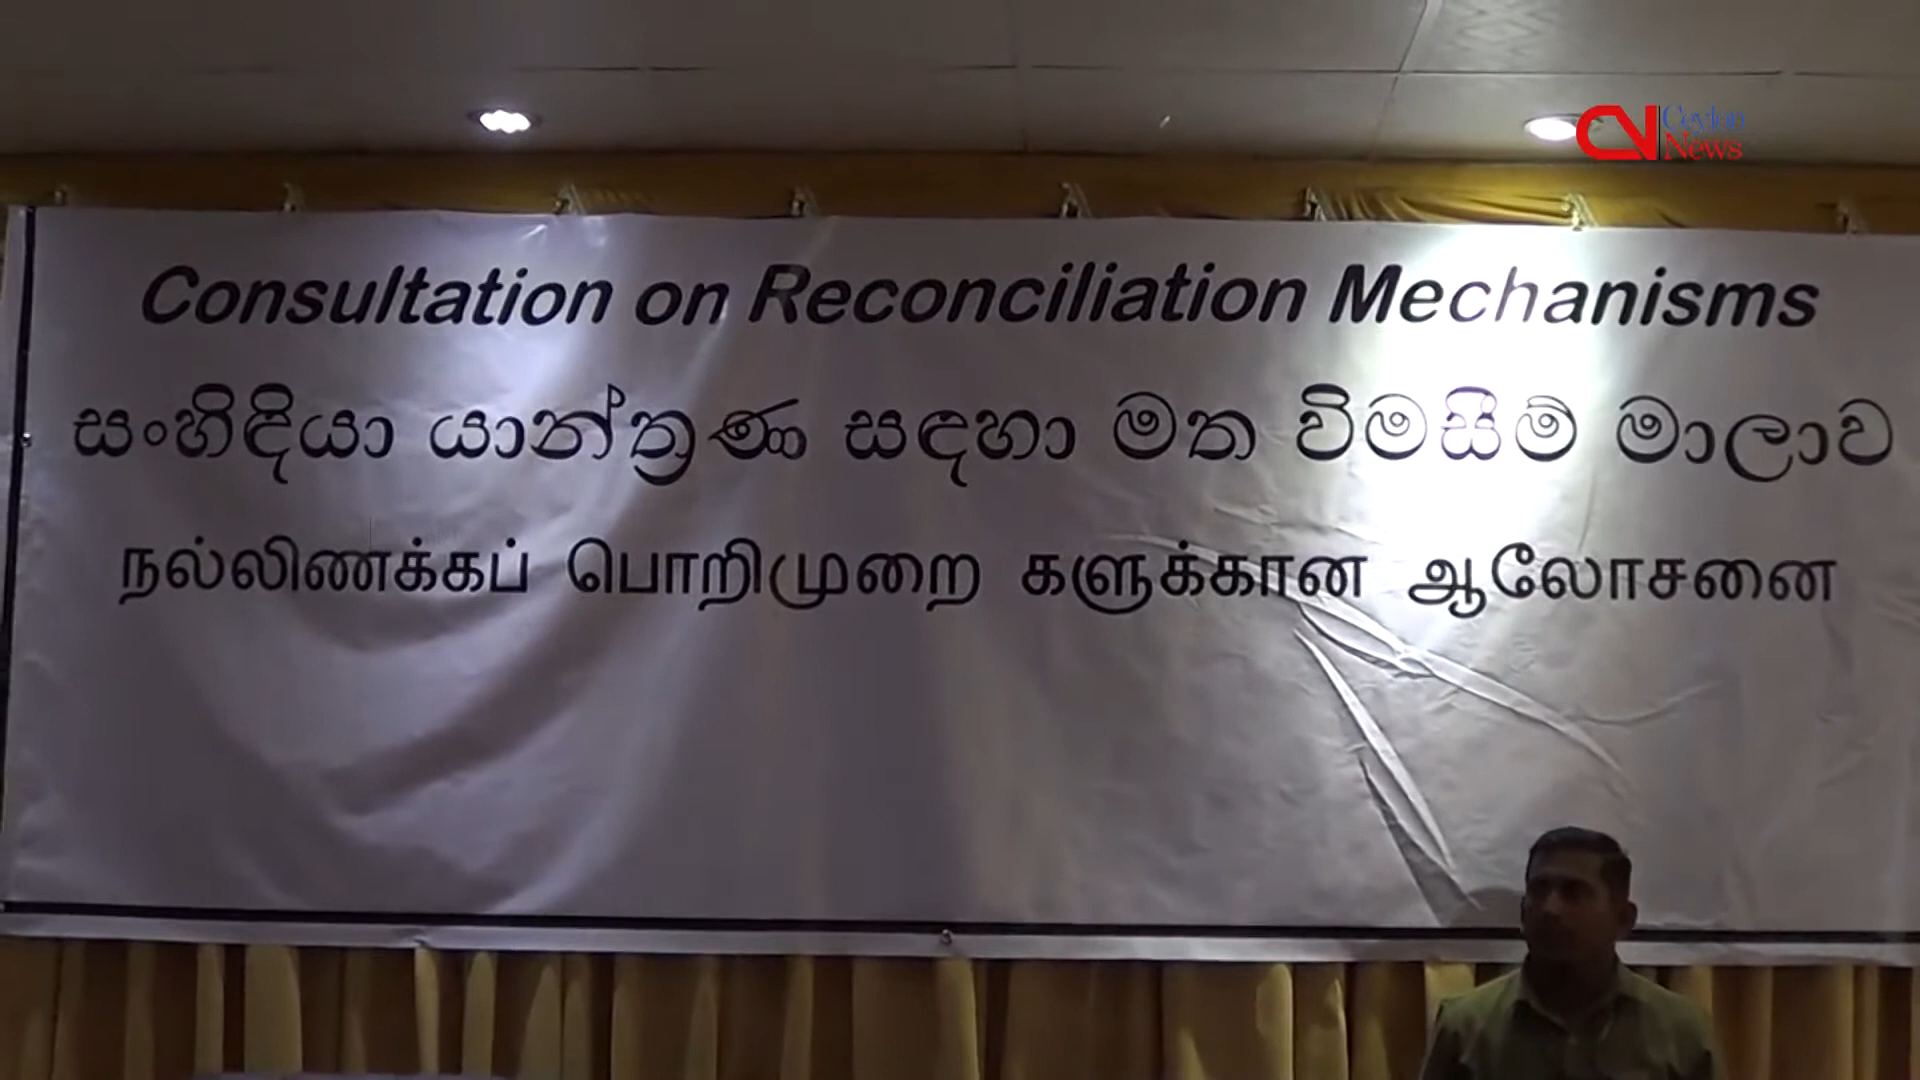 Ceylon
News
Consultation on Reconciliation Mechanisms
සංහිඳියා යාන්ත්‍රණ සඳහා මත විමසීම් මාලාව
நல்லிணக்கப் பொறிமுறை களுக்கான ஆலோசனை